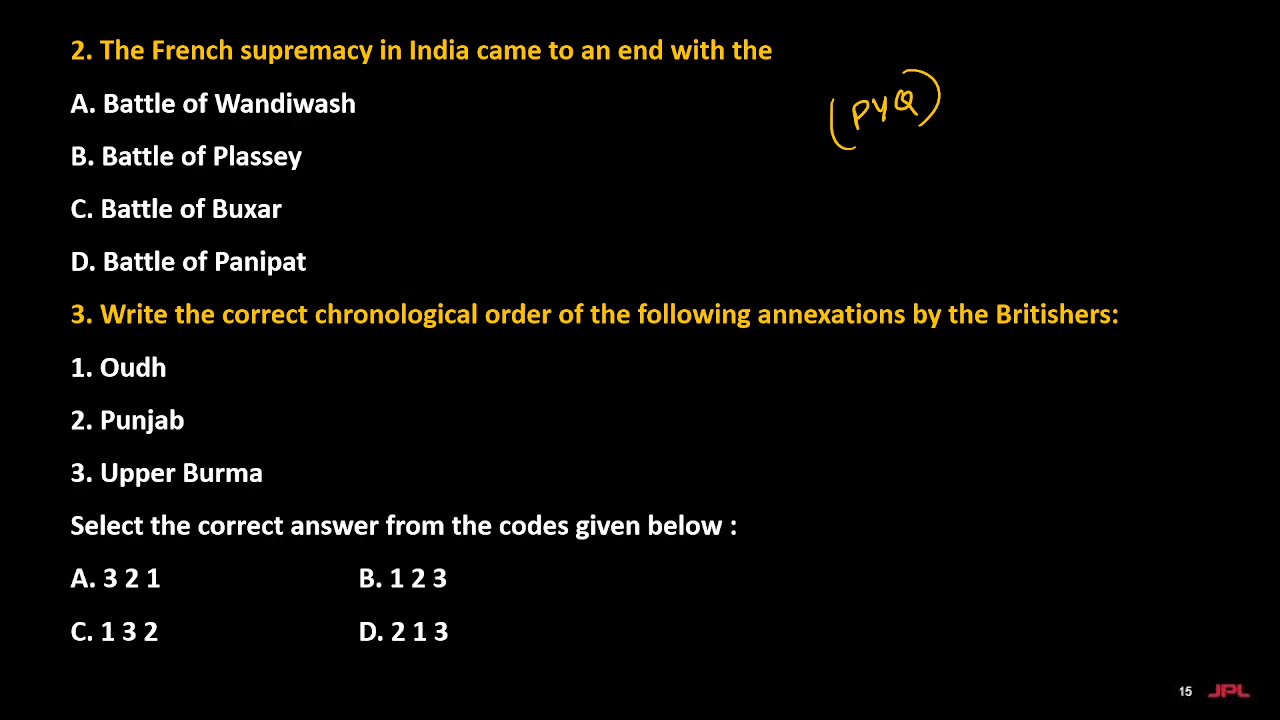 2. The French supremacy in India came to an end with the
A. Battle of Wandiwash
(PYQ)
B. Battle of Plassey
C. Battle of Buxar
D. Battle of Panipat
3. Write the correct chronological order of the following annexations by the Britishers:
1. Oudh
2. Punjab
3. Upper Burma
Select the correct answer from the codes given below :
A. 3 2 1 B. 1 2 3
C. 1 3 2 D. 2 1 3
15 JPL